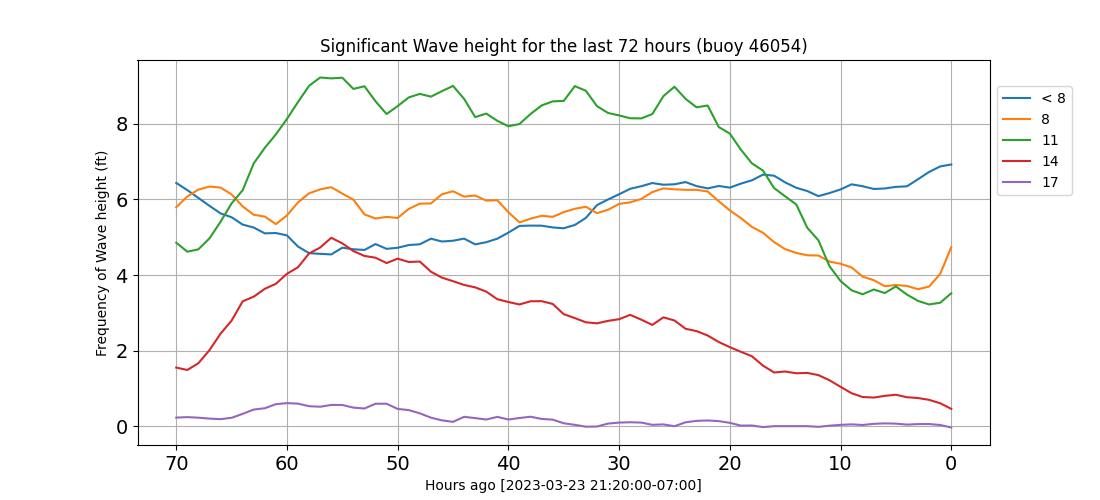 Significant Wave height for the last 72 hours (buoy 46054)
Frequency of Wave height (ft)
8
6
4
2
0
70 60 50 40 30 20 10 0
Hours ago [2023-03-23 21:20:00-07:00]
< 8
8
11
14
17